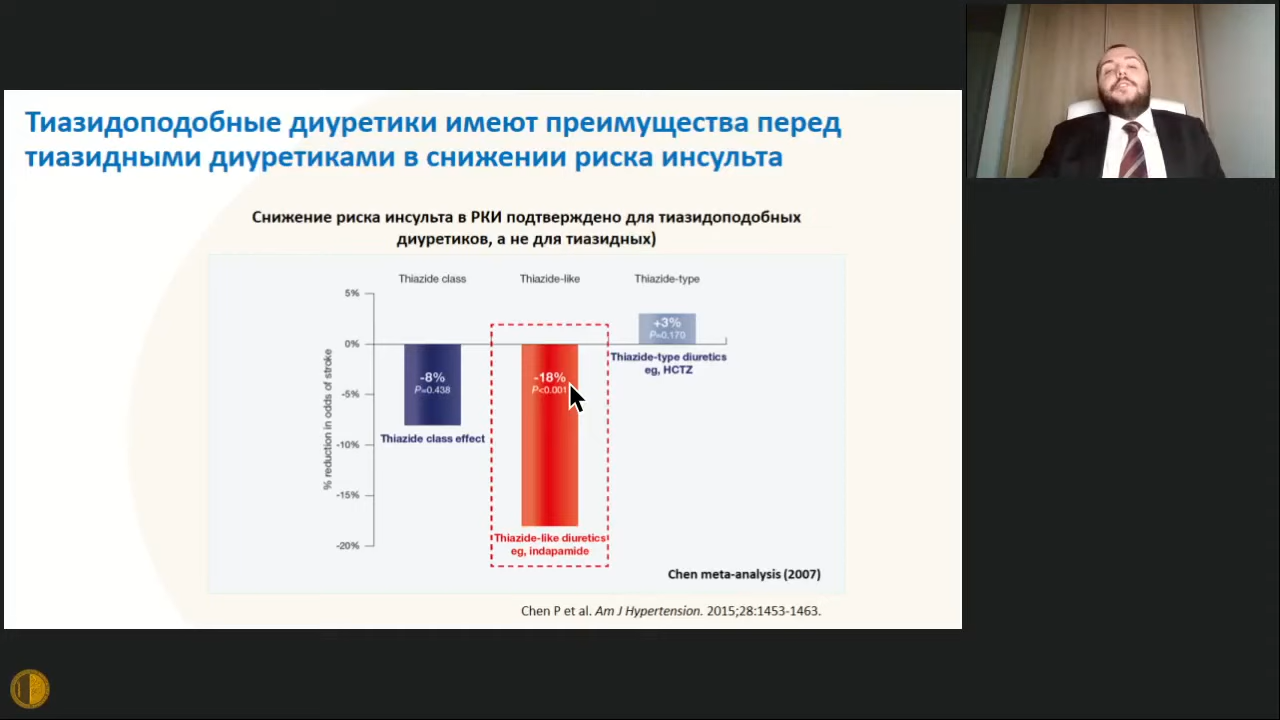 Тиазидоподобные диуретики имеют преимущества перед
тиазидными диуретиками в снижении риска инсульта
Снижение риска инсульта в РКИ подтверждено для тиазидоподобных
диуретиков, а не для тиазидных)
Thiazide class
Thiazide-like
Thiazide-type
% reduction in odds of stroke
5%
0%
-5%
-10%
-15%
-20%
-8%
P=0.438
Thiazide class effect
-18%
P<0.001
Thiazide-like diuretics
eg, indapamide
+3%
P=0.170
Thiazide-type diuretics
eg, HCTZ
Chen meta-analysis (2007)
Chen P et al. Am J Hypertension. 2015;28:1453-1463.